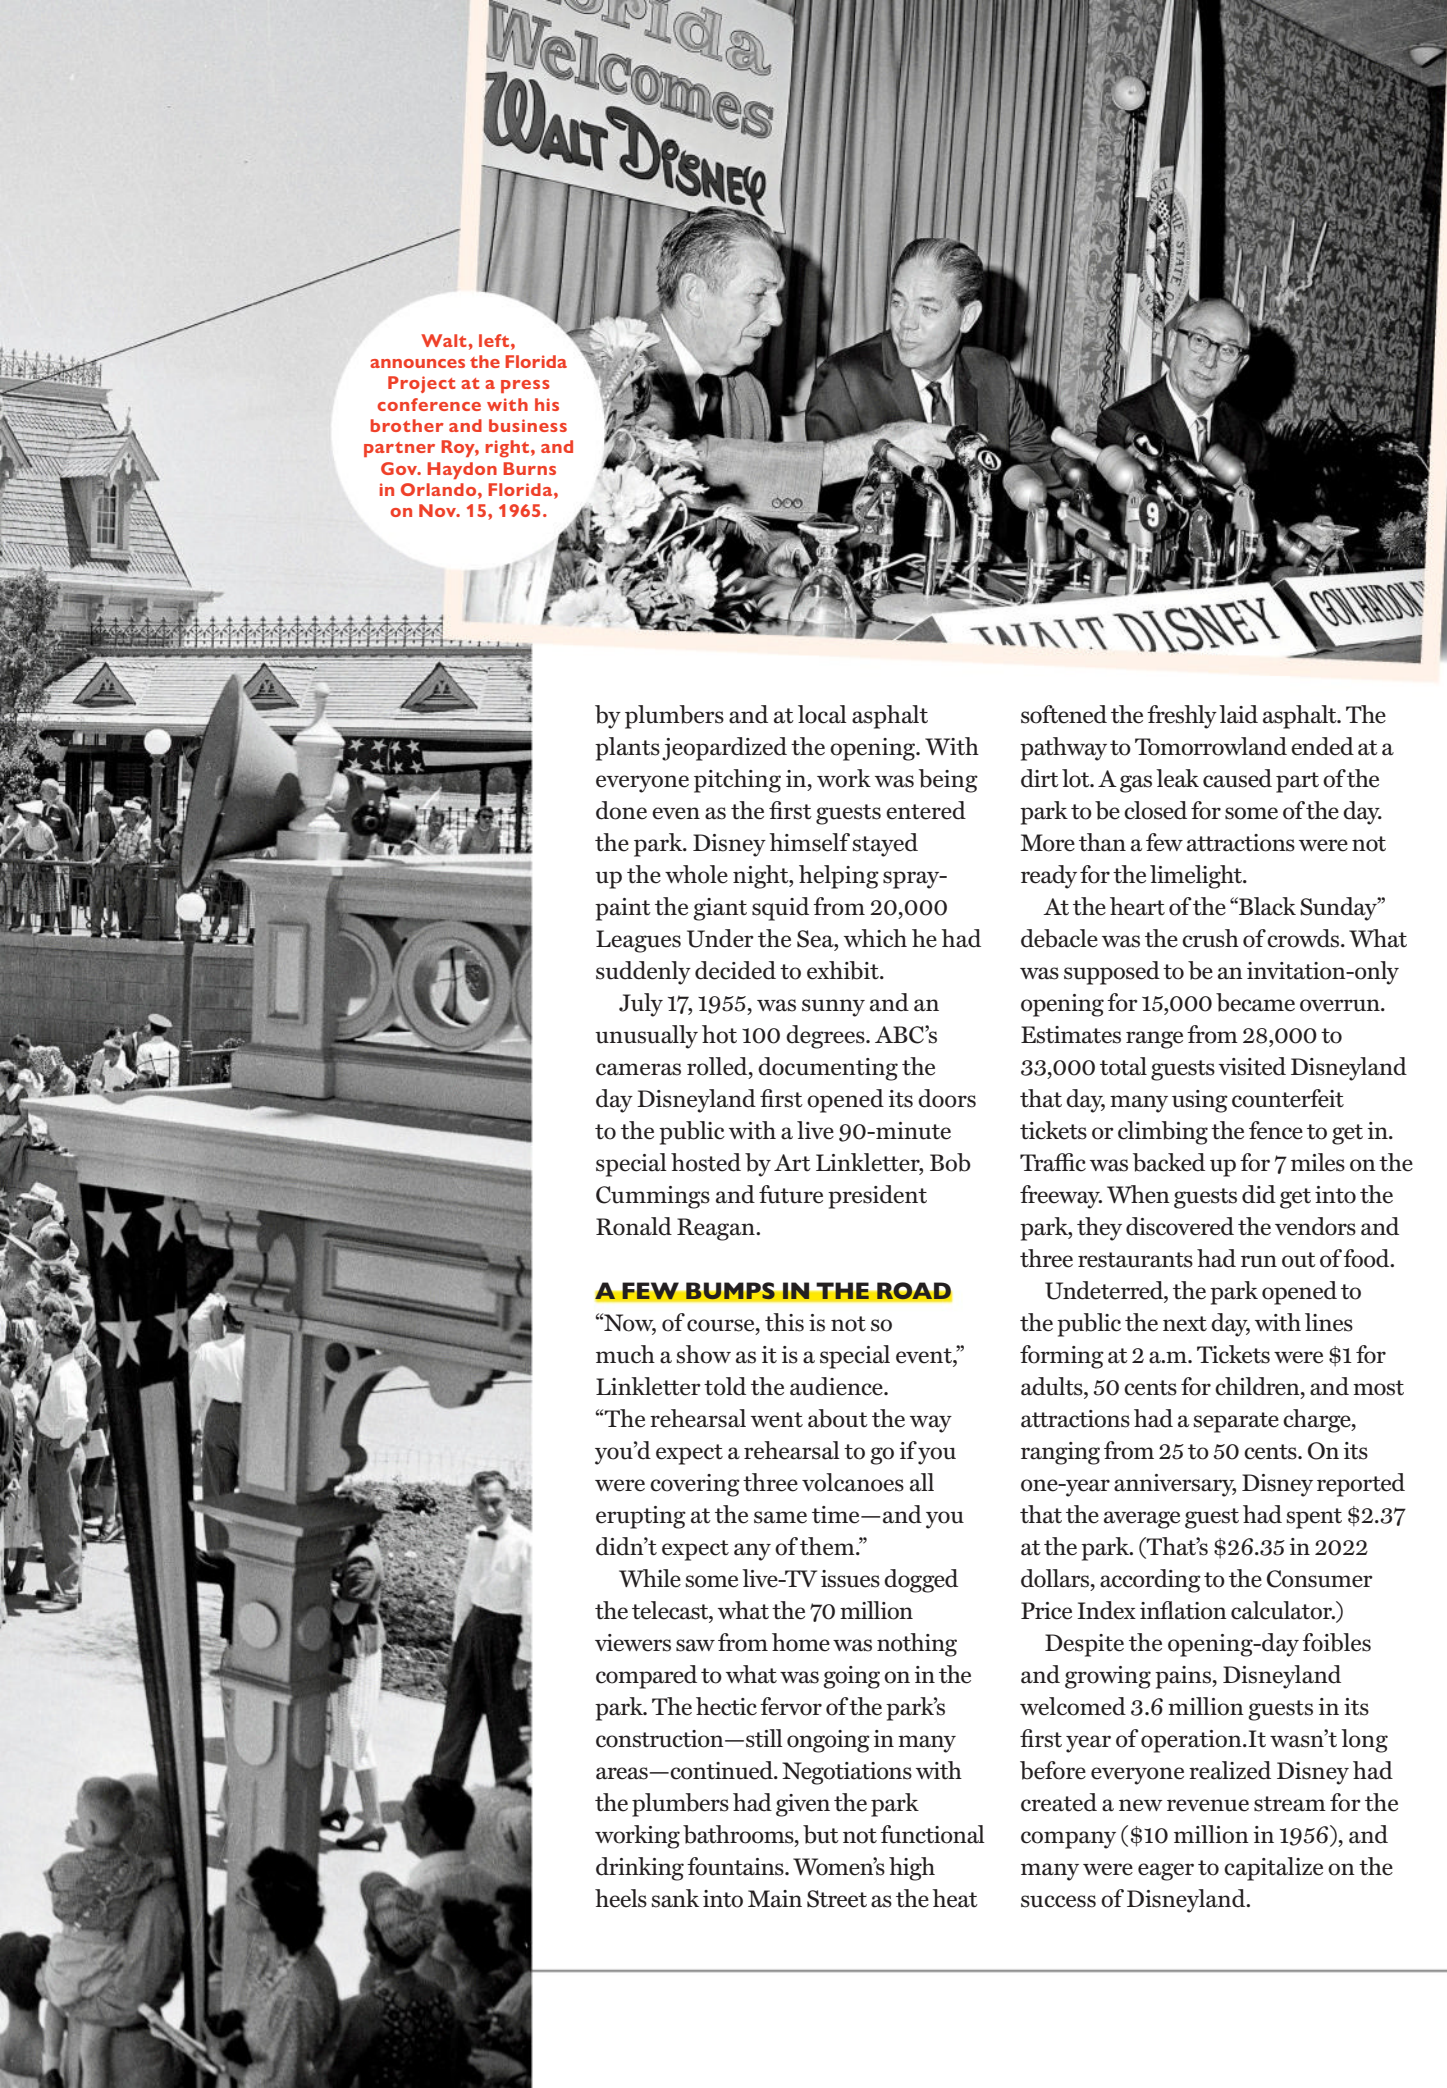 Florida
Welcomes
WALT DISNEY
THE STATE O
Walt, left,
announces the Florida
Project at a press
conference with his
brother and business
partner Roy, right, and
Gov. Haydon Burns
in Orlando, Florida,
on Nov. 15, 1965.
4
9
WALT DISNEY
GOV. HAYDON
by plumbers and at local asphalt
plants jeopardized the opening. With
everyone pitching in, work was being
done even as the first guests entered
the park. Disney himself stayed
up the whole night, helping spray-
paint the giant squid from 20,000
Leagues Under the Sea, which he had
suddenly decided to exhibit.
July 17, 1955, was sunny and an
unusually hot 100 degrees. ABC’s
cameras rolled, documenting the
day Disneyland first opened its doors
to the public with a live 90-minute
special hosted by Art Linkletter, Bob
Cummings and future president
Ronald Reagan.
A FEW BUMPS IN THE ROAD
“Now, of course, this is not so
much a show as it is a special event,”
Linkletter told the audience.
“The rehearsal went about the way
you’d expect a rehearsal to go if you
were covering three volcanoes all
erupting at the same time—and you
didn’t expect any of them.”
While some live-TV issues dogged
the telecast, what the 70 million
viewers saw from home was nothing
compared to what was going on in the
park. The hectic fervor of the park’s
construction—still ongoing in many
areas—continued. Negotiations with
the plumbers had given the park
working bathrooms, but not functional
drinking fountains. Women’s high
heels sank into Main Street as the heat
softened the freshly laid asphalt. The
pathway to Tomorrowland ended at a
dirt lot. A gas leak caused part of the
park to be closed for some of the day.
More than a few attractions were not
ready for the limelight.
At the heart of the “Black Sunday”
debacle was the crush of crowds. What
was supposed to be an invitation-only
opening for 15,000 became overrun.
Estimates range from 28,000 to
33,000 total guests visited Disneyland
that day, many using counterfeit
tickets or climbing the fence to get in.
Traffic was backed up for 7 miles on the
freeway. When guests did get into the
park, they discovered the vendors and
three restaurants had run out of food.
Undeterred, the park opened to
the public the next day, with lines
forming at 2 a.m. Tickets were $1 for
adults, 50 cents for children, and most
attractions had a separate charge,
ranging from 25 to 50 cents. On its
one-year anniversary, Disney reported
that the average guest had spent $2.37
at the park. (That’s $26.35 in 2022
dollars, according to the Consumer
Price Index inflation calculator.)
Despite the opening-day foibles
and growing pains, Disneyland
welcomed 3.6 million guests in its
first year of operation.It wasn’t long
before everyone realized Disney had
created a new revenue stream for the
company ($10 million in 1956), and
many were eager to capitalize on the
success of Disneyland.